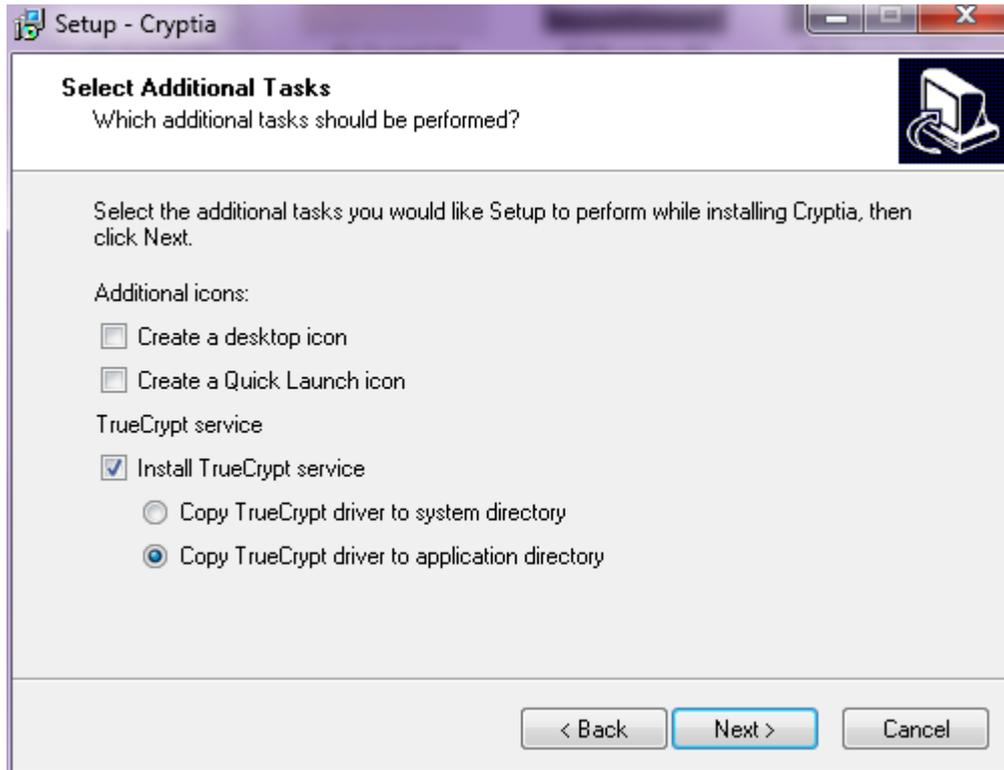 Setup - Cryptia
Select Additional Tasks
Which additional tasks should be performed?
Select the additional tasks you would like Setup to perform while installing Cryptia, then
click Next.
Additional icons:
Create a desktop icon
Create a Quick Launch icon
TrueCrypt service
Install TrueCrypt service
Copy TrueCrypt driver to system directory
Copy TrueCrypt driver to application directory
< Back Next > Cancel